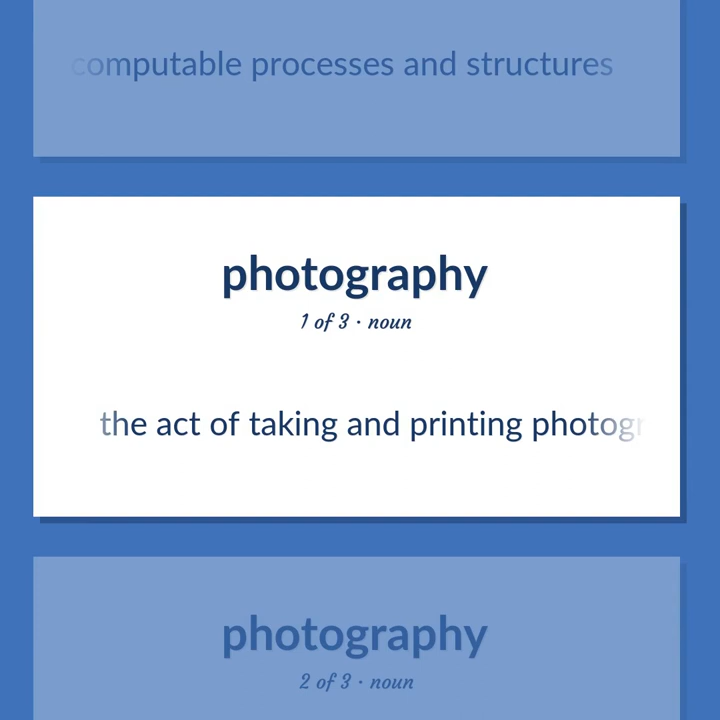 computable processes and structures
photography
1 of 3 · noun
the act of taking and printing photogr
photography
2 of 3 · noun